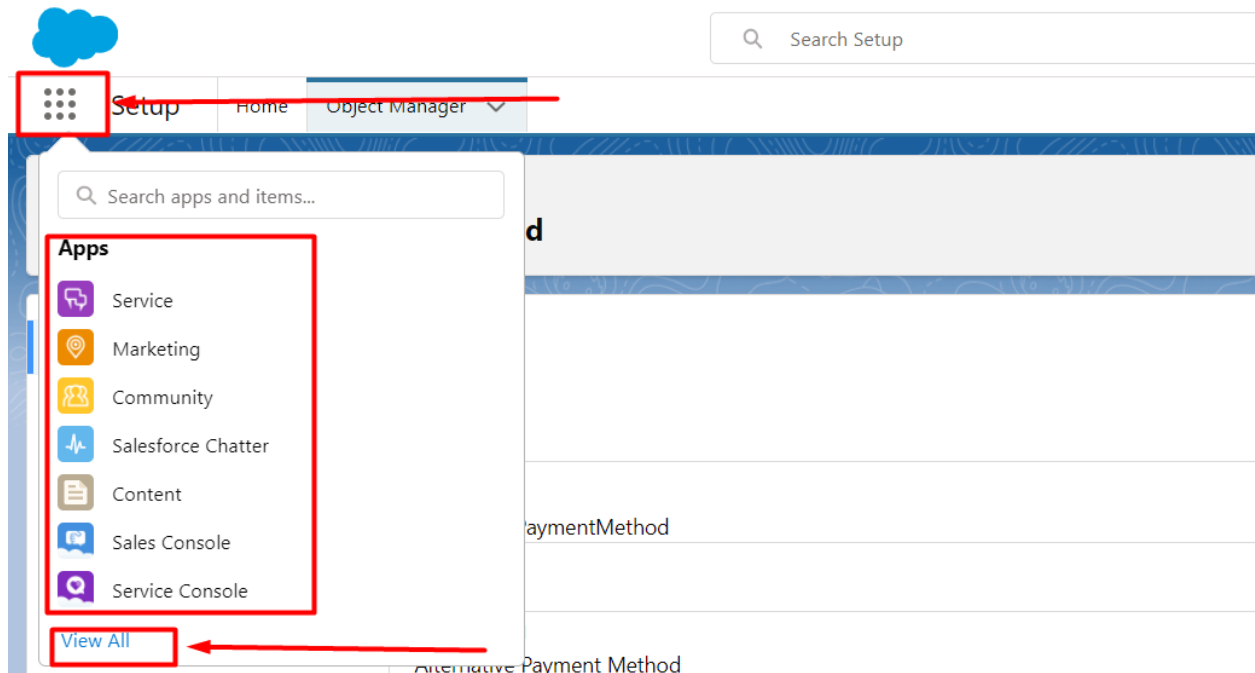 Search Setup
Setup Home Object Manager
Search apps and items...
d
Apps
Service
Marketing
Community
Salesforce Chatter
Content
Sales Console
Service Console
View All
aymentMethod
Alternative Payment Method